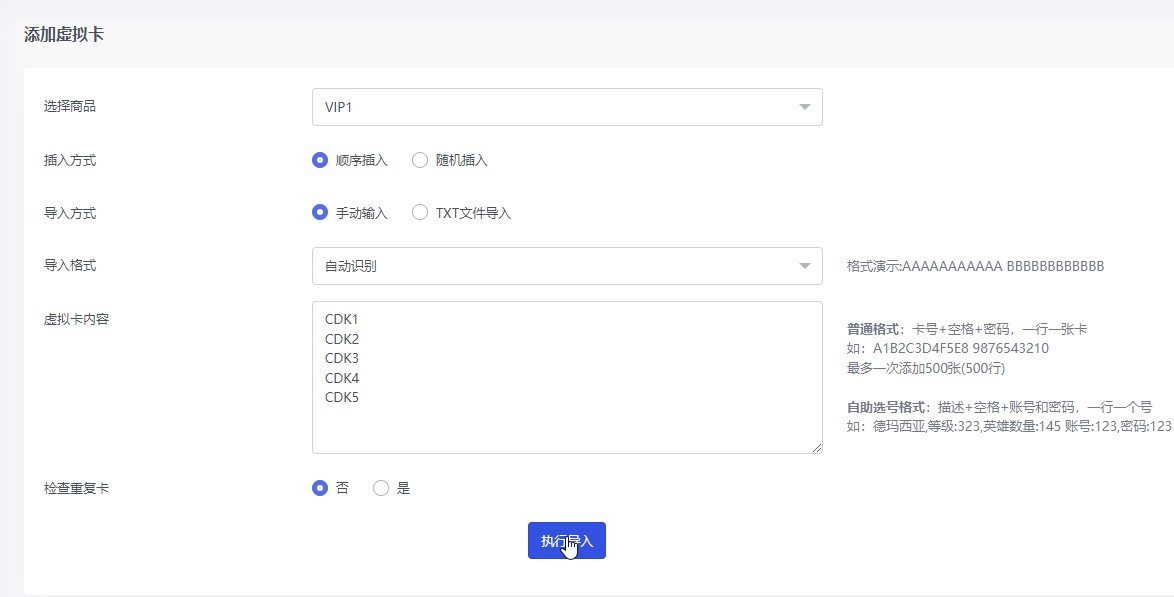 添加虚拟卡
选择商品
VIP1
插入方式
顺序插入
随机插入
导入方式
手动输入
TXT文件导入
导入格式
自动识别
格式演示:AAAAAAAAAAA BBBBBBBBBBBB
虚拟卡内容
CDK1
CDK2
CDK3
CDK4
CDK5
普通格式：卡号+空格+密码，一行一张卡
如：A1B2C3D4F5E8 9876543210
最多一次添加500张(500行)
自助选号格式：描述+空格+账号和密码，一行一个号
如：德玛西亚,等级:323,英雄数量:145 账号:123,密码:123
检查重复卡
否
是
执行导入